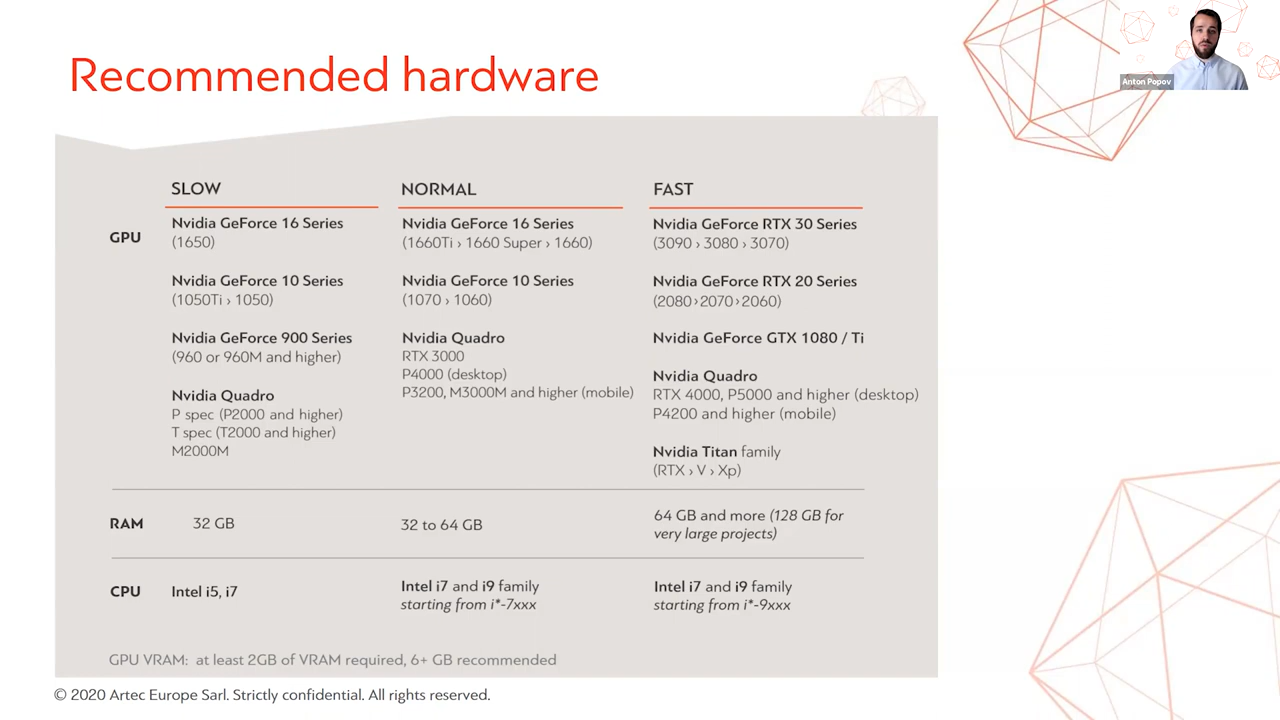 Recommended hardware
Anton Popov
SLOW
NORMAL
FAST
GPU
Nvidia GeForce 16 Series
(1650)
Nvidia GeForce 10 Series
(1050Ti › 1050)
Nvidia GeForce 900 Series
(960 or 960M and higher)
Nvidia Quadro
P spec (P2000 and higher)
T spec (T2000 and higher)
M2000M
Nvidia GeForce 16 Series
(1660Ti › 1660 Super › 1660)
Nvidia GeForce 10 Series
(1070 › 1060)
Nvidia Quadro
RTX 3000
P4000 (desktop)
P3200, M3000M and higher (mobile)
Nvidia GeForce RTX 30 Series
(3090 › 3080 › 3070)
Nvidia GeForce RTX 20 Series
(2080 › 2070 › 2060)
Nvidia GeForce GTX 1080 / Ti
Nvidia Quadro
RTX 4000, P5000 and higher (desktop)
P4200 and higher (mobile)
Nvidia Titan family
(RTX › V › Xp)
RAM
32 GB
32 to 64 GB
64 GB and more (128 GB for
very large projects)
CPU
Intel i5, i7
Intel i7 and i9 family
starting from i*-7xxx
Intel i7 and i9 family
starting from i*-9xxx
GPU VRAM: at least 2GB of VRAM required, 6+ GB recommended
© 2020 Artec Europe Sarl. Strictly confidential. All rights reserved.